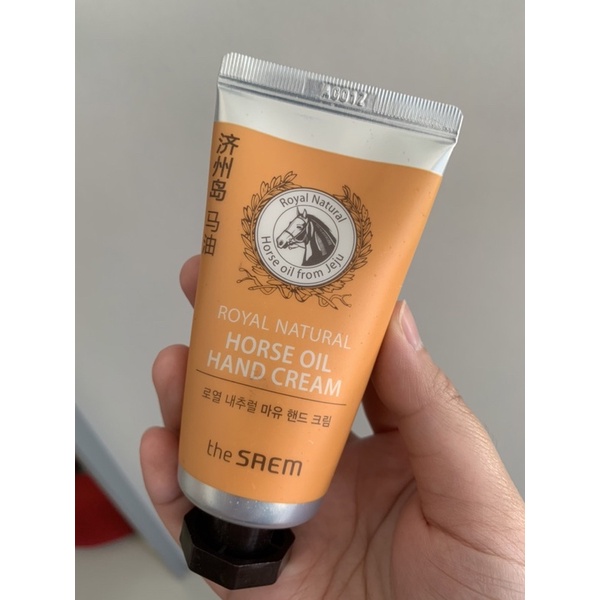 A0012
济州岛 马油
Royal Natural
Horse oil from Jeju
ROYAL NATURAL
HORSE OIL
HAND CREAM
로열 내추럴 마유 핸드 크림
the SAEM